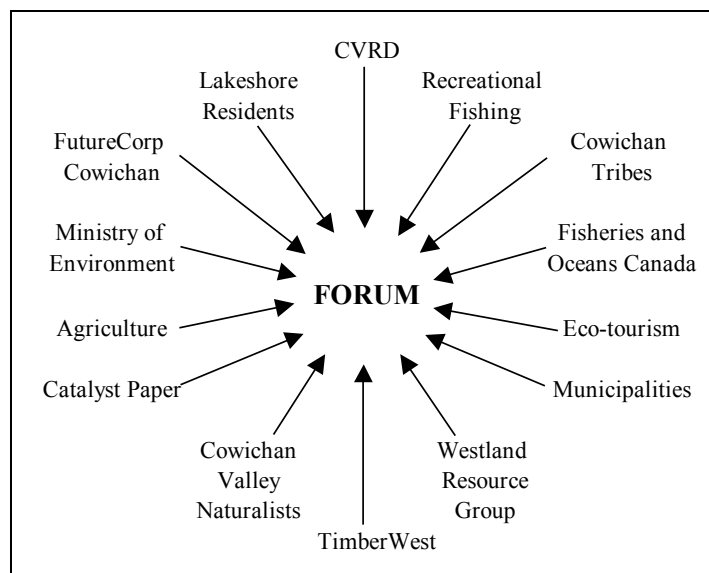 CVRD
Lakeshore
Residents
Recreational
Fishing
FutureCorp
Cowichan
Cowichan
Tribes
Ministry of
Environment
Fisheries and
Oceans Canada
FORUM
Agriculture
Eco-tourism
Catalyst Paper
Municipalities
Cowichan
Valley
Naturalists
Westland
Resource
Group
TimberWest